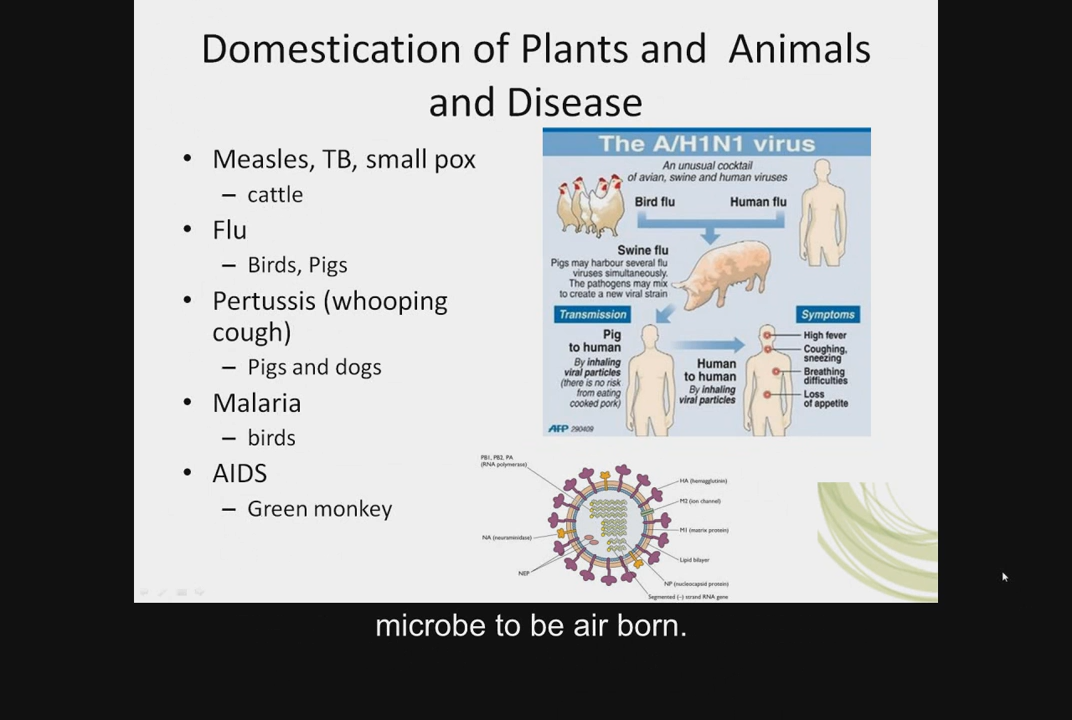 Domestication of Plants and Animals
and Disease
• Measles, TB, small pox
– cattle
• Flu
– Birds, Pigs
• Pertussis (whooping
cough)
– Pigs and dogs
• Malaria
– birds
• AIDS
– Green monkey
The A/H1N1 virus
An unusual cocktail
of avian, swine and human viruses
Bird flu
Human flu
Swine flu
Pigs may harbour several flu
viruses simultaneously.
The pathogens may mix
to create a new viral strain
Transmission
Symptoms
Pig
to human
By inhaling
viral particles
(there is no risk
from eating
cooked pork)
Human
to human
By inhaling
viral particles
High fever
Coughing,
sneezing
Breathing
difficulties
Loss
of appetite
AFP 290409
PB1, PB2, PA
(RNA polymerase)
HA (hemagglutinin)
M2 (ion channel)
M1 (matrix protein)
NA (neuraminidase)
Lipid bilayer
NEP
NP (nucleocapsid protein)
Segmented (-) strand RNA gene
microbe to be air born.